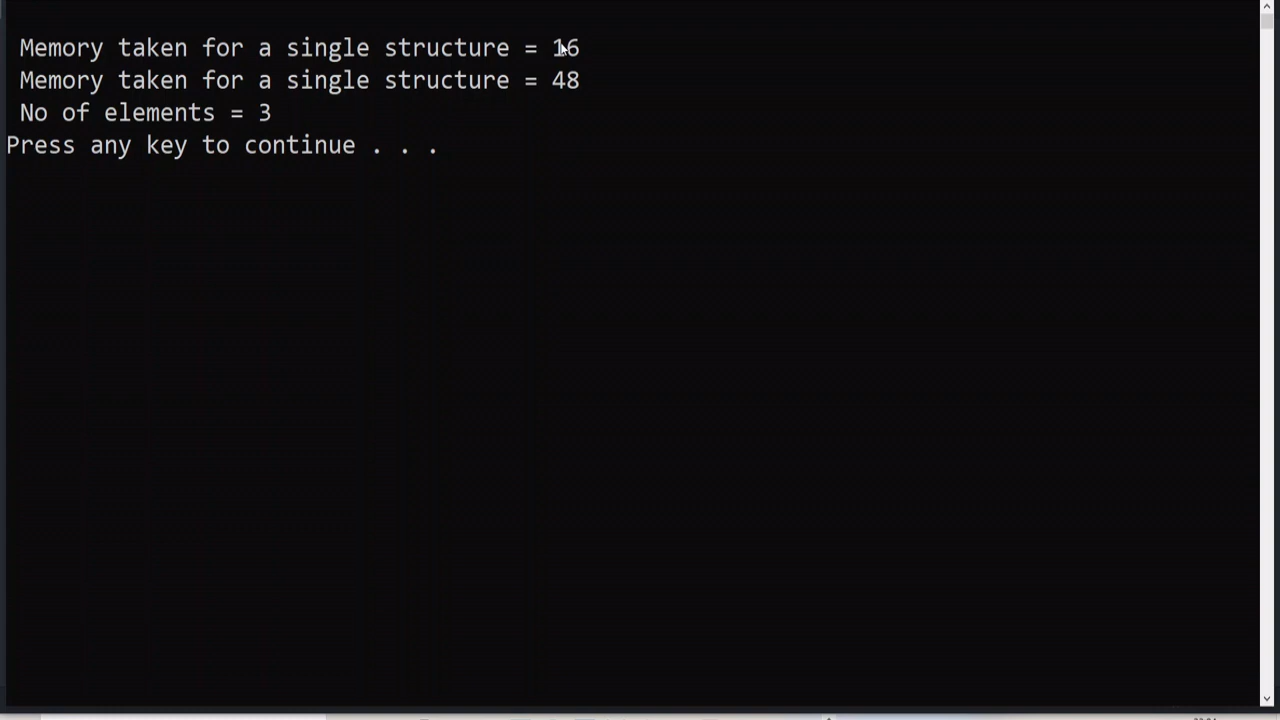 Memory taken for a single structure = 16
Memory taken for a single structure = 48
No of elements = 3
Press any key to continue . . .